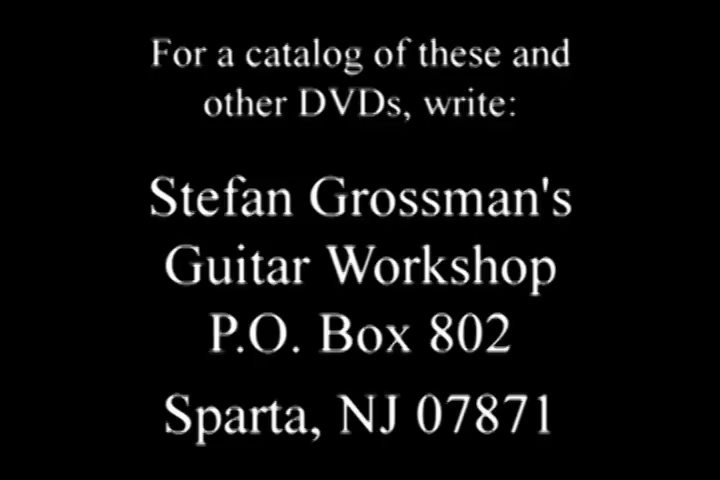 For a catalog of these and
other DVDs, write:
Stefan Grossman's
Guitar Workshop
P.O. Box 802
Sparta, NJ 07871